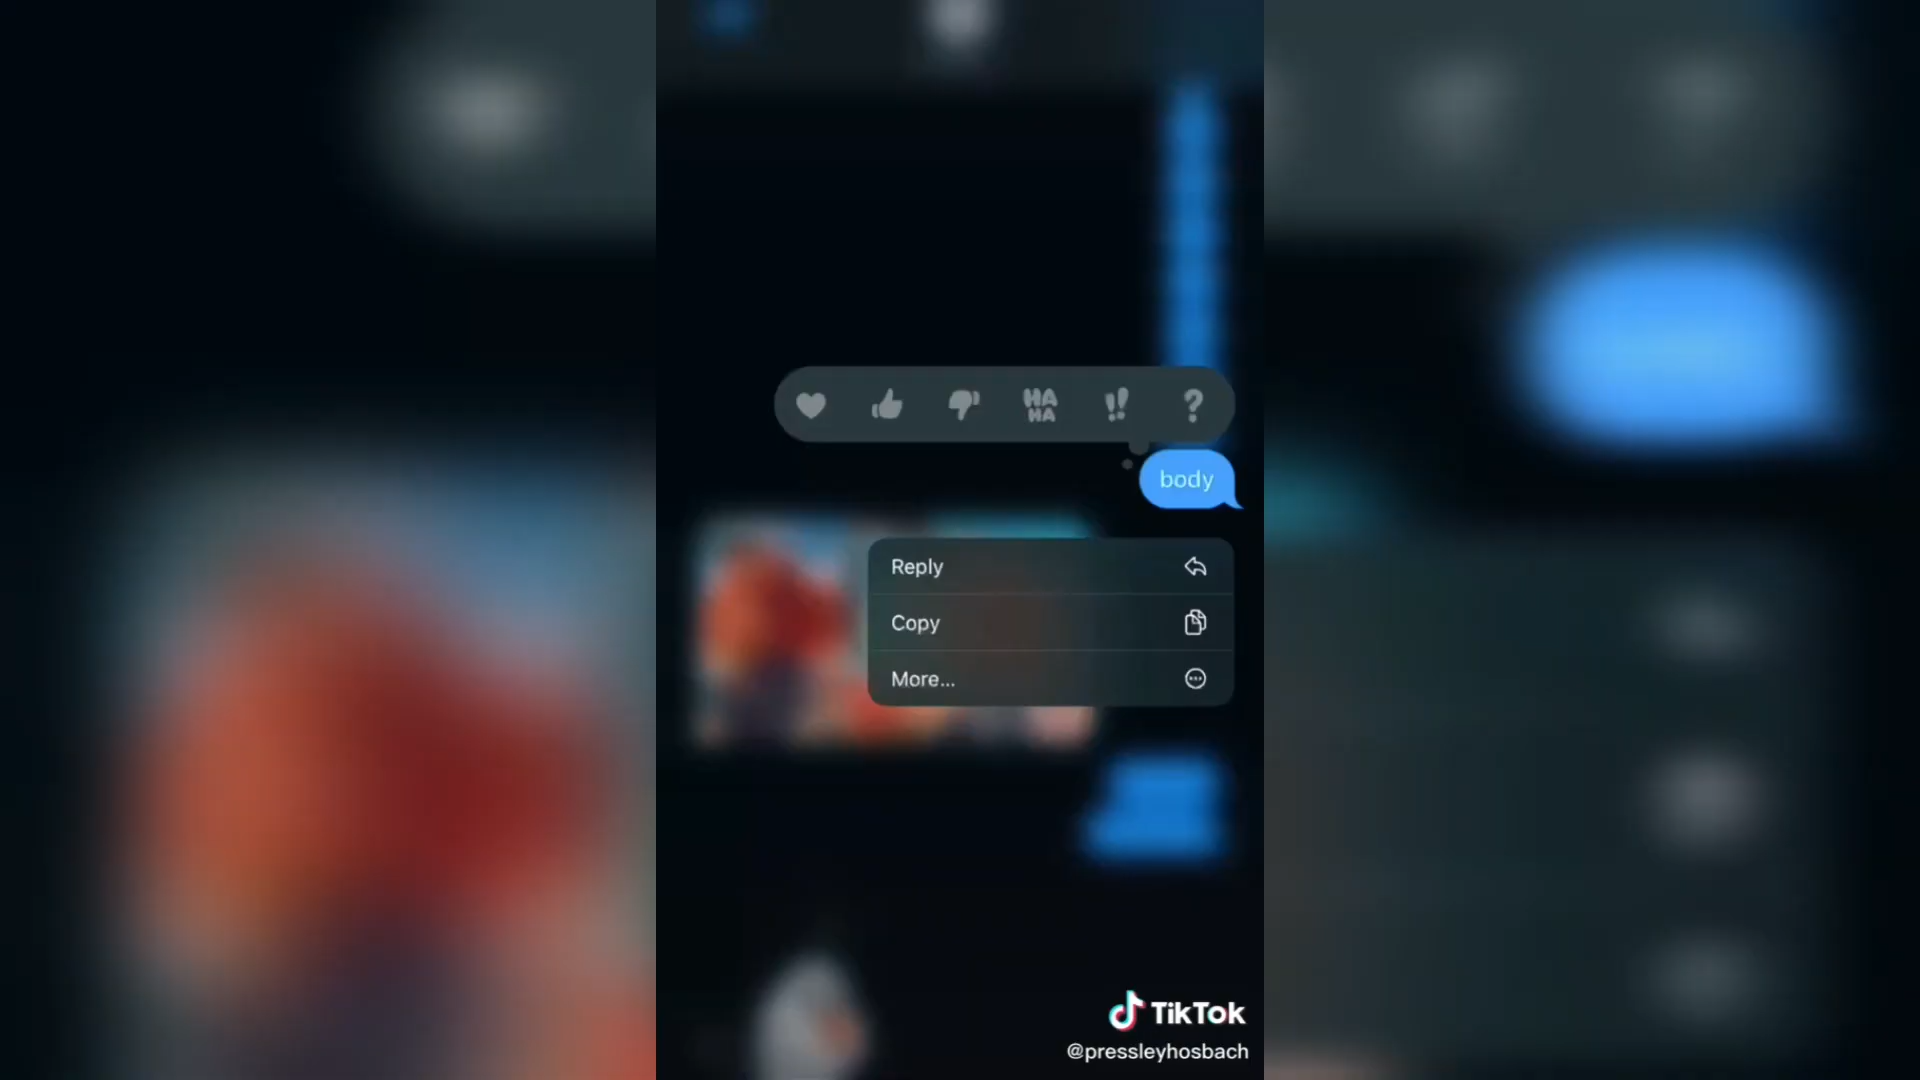 HA
HA
body
Reply
Copy
More...
TikTok
@pressleyhosbach